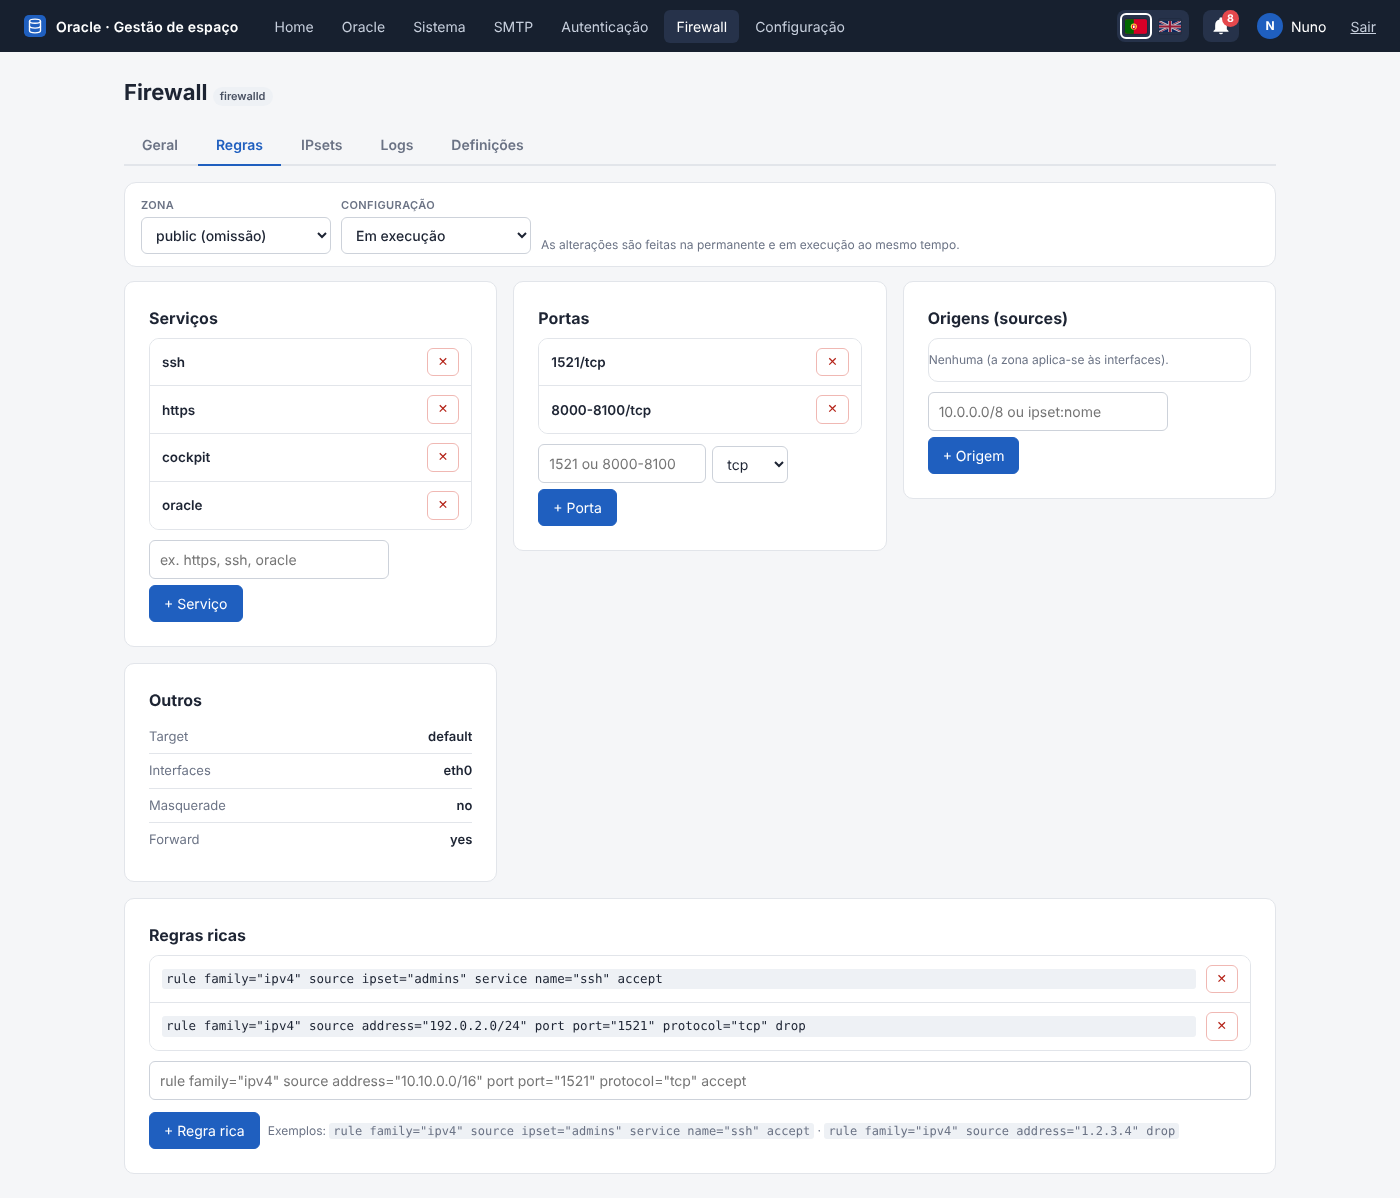 Oracle · Gestão de espaço
Home
Oracle
Sistema
SMTP
Autenticação
Firewall
Configuração
8
N
Nuno
Sair
Firewall
firewalld
Geral
Regras
IPsets
Logs
Definições
ZONA
CONFIGURAÇÃO
public (omissão)
Em execução
As alterações são feitas na permanente e em execução ao mesmo tempo.
Serviços
ssh
×
https
×
cockpit
×
oracle
×
ex. https, ssh, oracle
+ Serviço
Portas
1521/tcp
×
8000-8100/tcp
×
1521 ou 8000-8100
tcp
+ Porta
Origens (sources)
Nenhuma (a zona aplica-se às interfaces).
10.0.0.0/8 ou ipset:nome
+ Origem
Outros
Target default
Interfaces eth0
Masquerade no
Forward yes
Regras ricas
rule family="ipv4" source ipset="admins" service name="ssh" accept
×
rule family="ipv4" source address="192.0.2.0/24" port port="1521" protocol="tcp" drop
×
rule family="ipv4" source address="10.10.0.0/16" port port="1521" protocol="tcp" accept
+ Regra rica
Exemplos: rule family="ipv4" source ipset="admins" service name="ssh" accept · rule family="ipv4" source address="1.2.3.4" drop